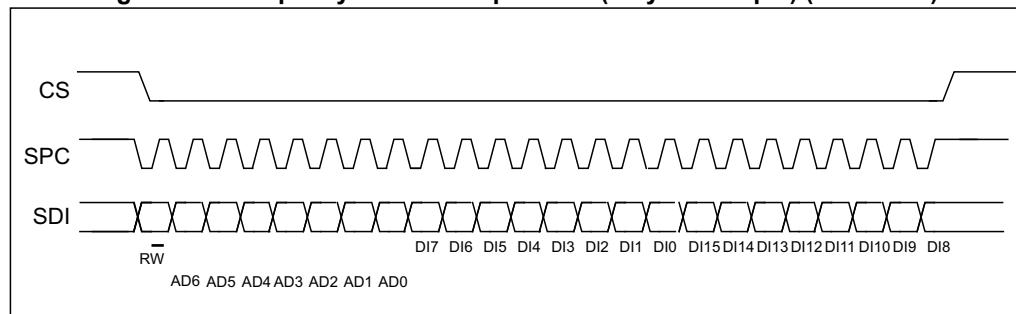 CS
SPC
SDI
RW
DI7 DI6 DI5 DI4 DI3 DI2 DI1 DI0 DI15 DI14 DI13 DI12 DI11 DI10 DI9 DI8
AD6 AD5 AD4 AD3 AD2 AD1 AD0